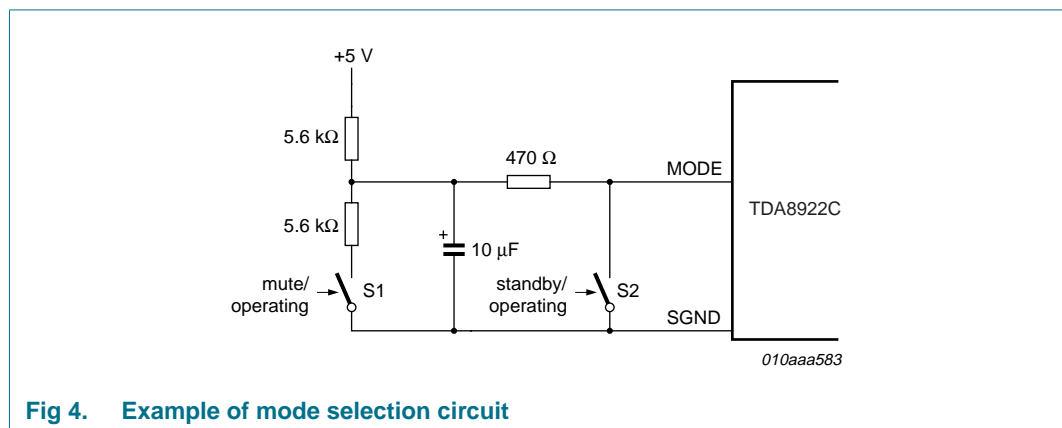 +5 V
5.6 kΩ
470 Ω
MODE
TDA8922C
5.6 kΩ
+
10 μF
mute/
operating
S1
standby/
operating
S2
SGND
010aaa583
Fig 4. Example of mode selection circuit